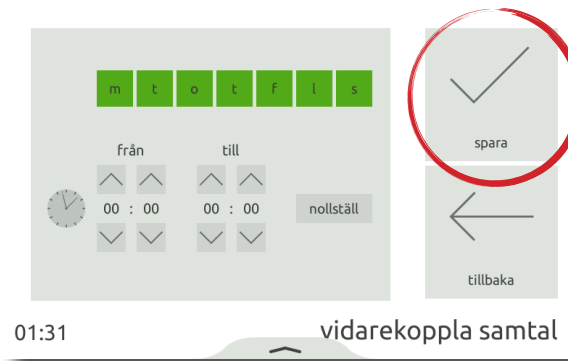 m t o t f l s
från till
00 : 00 00 : 00 nollställ
spara
tillbaka
01:31 vidarekoppla samtal